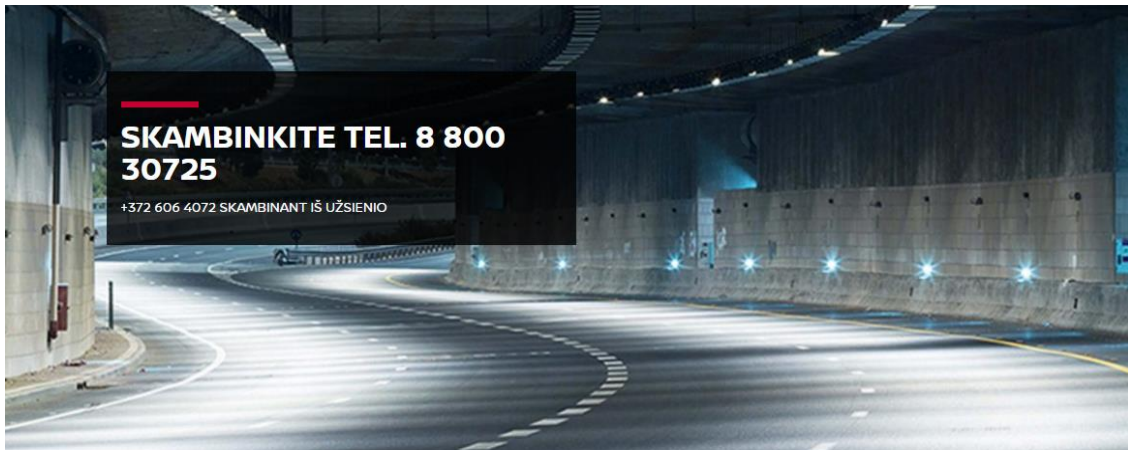 SKAMBINKITE TEL. 8 800
30725
+372 606 4072 SKAMBINANT IŠ UŽSIENIO